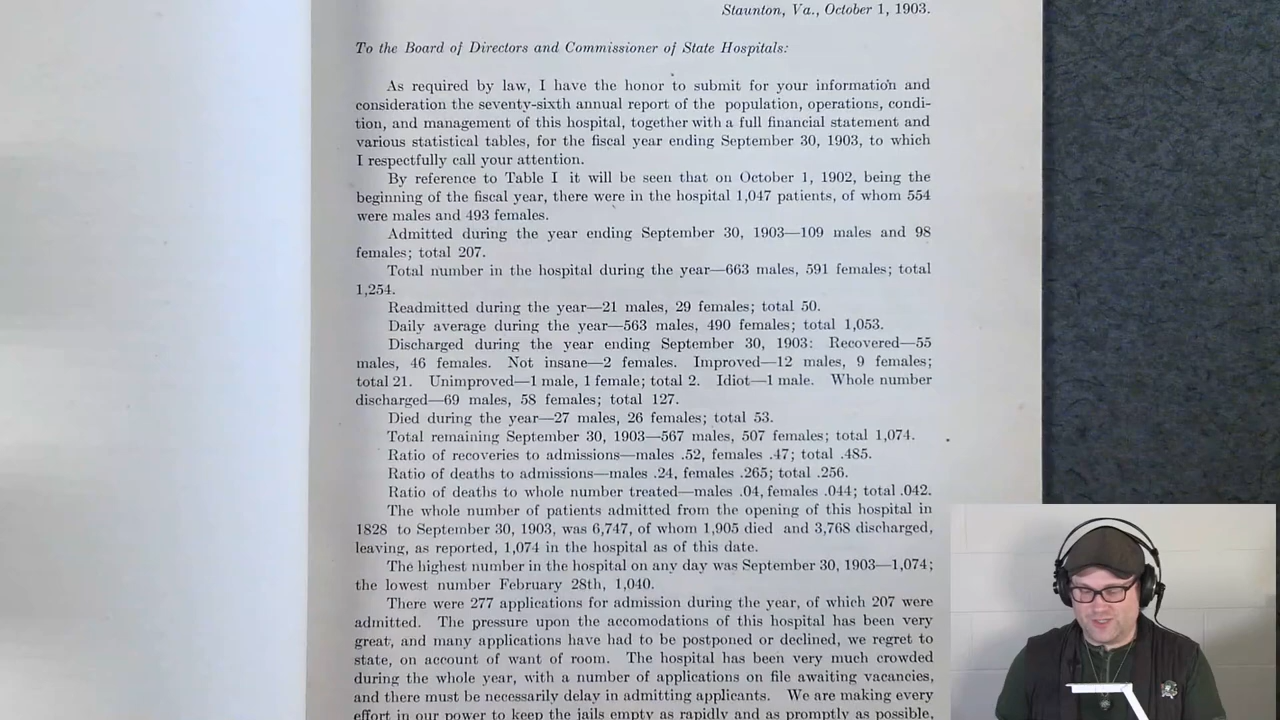 Staunton, Va., October 1, 1903.
To the Board of Directors and Commissioner of State Hospitals:
As required by law, I have the honor to submit for your information and
consideration the seventy-sixth annual report of the population, operations, condi-
tion, and management of this hospital, together with a full financial statement and
various statistical tables, for the fiscal year ending September 30, 1903, to which
I respectfully call your attention.
By reference to Table I it will be seen that on October 1, 1902, being the
beginning of the fiscal year, there were in the hospital 1,047 patients, of whom 554
were males and 493 females.
Admitted during the year ending September 30, 1903—109 males and 98
females; total 207.
Total number in the hospital during the year—663 males, 591 females; total
1,254.
Readmitted during the year—21 males, 29 females; total 50.
Daily average during the year—563 males, 490 females; total 1,053.
Discharged during the year ending September 30, 1903: Recovered—55
males, 46 females. Not insane—2 females. Improved—12 males, 9 females;
total 21. Unimproved—1 male, 1 female; total 2. Idiot—1 male. Whole number
discharged—69 males, 58 females; total 127.
Died during the year—27 males, 26 females; total 53.
Total remaining September 30, 1903—567 males, 507 females; total 1,074.
Ratio of recoveries to admissions—males .52, females .47; total .485.
Ratio of deaths to admissions—males .24, females .265; total .256.
Ratio of deaths to whole number treated—males .04, females .044; total .042.
The whole number of patients admitted from the opening of this hospital in
1828 to September 30, 1903, was 6,747, of whom 1,905 died and 3,768 discharged,
leaving, as reported, 1,074 in the hospital as of this date.
The highest number in the hospital on any day was September 30, 1903—1,074;
the lowest number February 28th, 1,040.
There were 277 applications for admission during the year, of which 207 were
admitted. The pressure upon the accomodations of this hospital has been very
great, and many applications have had to be postponed or declined, we regret to
state, on account of want of room. The hospital has been very much crowded
during the whole year, with a number of applications on file awaiting vacancies,
and there must be necessarily delay in admitting applicants. We are making every
effort in our power to keep the jails empty as rapidly and as promptly as possible,